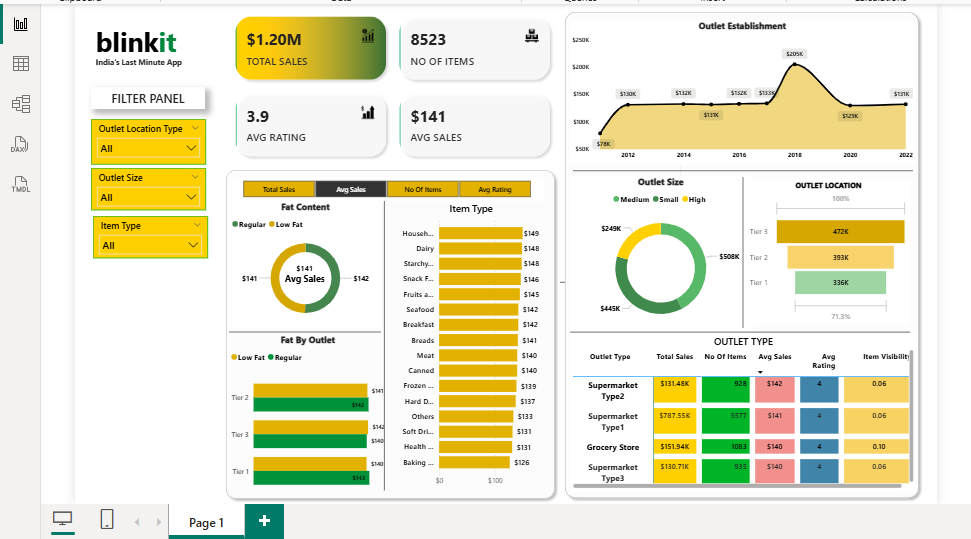 blinkit
India's Last Minute App
FILTER PANEL
Outlet Location Type
All
Outlet Size
All
Item Type
All
$1.20M
TOTAL SALES
8523
NO OF ITEMS
3.9
AVG RATING
$141
AVG SALES
Total Sales
Avg Sales
No Of Items
Avg Rating
Fat Content
Regular Low Fat
$141
$141
Avg Sales
$142
Fat By Outlet
Low Fat Regular
Tier 2
$141
$142
Tier 3
$142
$140
Tier 1
$140
$143
Item Type
Househ... $149
Dairy $148
Starchy... $148
Snack F... $146
Fruits a... $145
Seafood $142
Breakfast $142
Breads $141
Meat $140
Canned $140
Frozen ... $139
Hard D... $137
Others $133
Soft Dri... $131
Health ... $131
Baking ... $126
$0 $100
Outlet Establishment
$250K
$200K
$150K
$100K
$50K
$78K
$130K
$132K
$131K
$132K
$133K
$205K
$129K
$131K
2012 2014 2016 2018 2020 2022
Outlet Size
Medium Small High
$249K
$508K
$445K
OUTLET LOCATION
100%
Tier 3 472K
Tier 2 393K
Tier 1 336K
71.3%
OUTLET TYPE
Outlet Type Total Sales No Of Items Avg Sales Avg Rating Item Visibility
Supermarket Type2 $131.48K 928 $142 4 0.06
Supermarket Type1 $787.55K 5577 $141 4 0.06
Grocery Store $151.94K 1083 $140 4 0.10
Supermarket Type3 $130.71K 935 $140 4 0.06
DAX
TMDL
Page 1
+